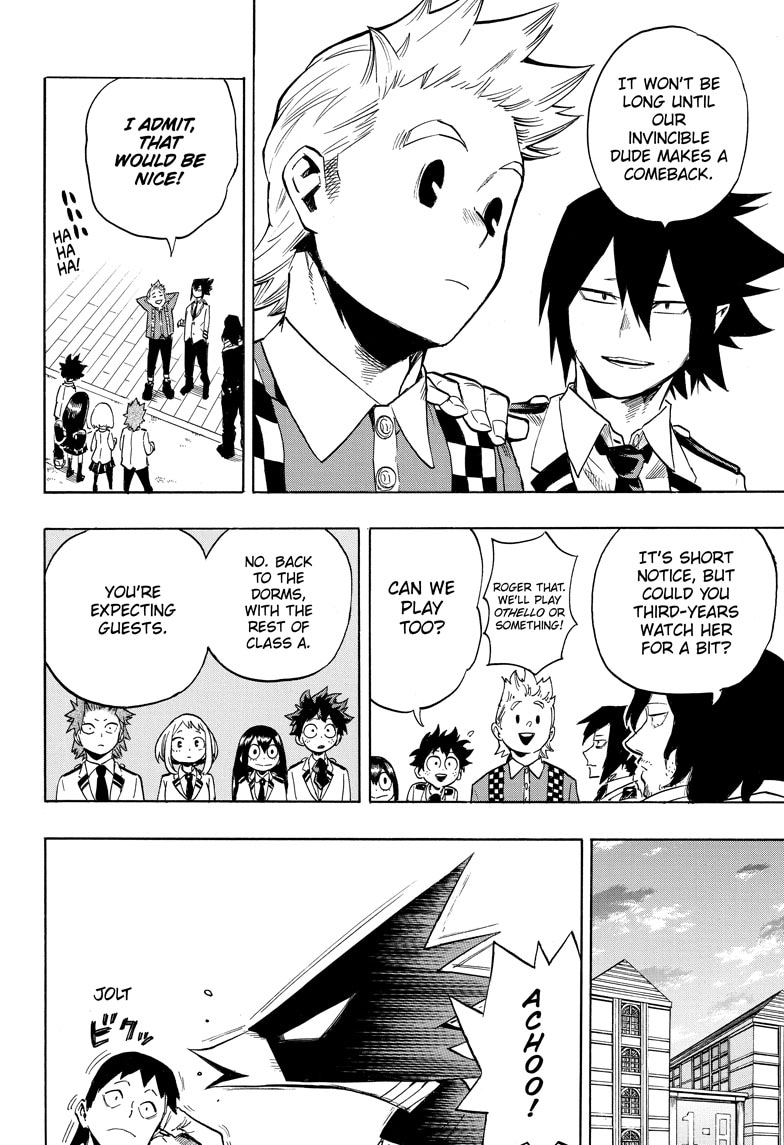 IT WON'T BE
LONG UNTIL
OUR
INVINCIBLE
DUDE MAKES A
COMEBACK.
I ADMIT,
THAT
WOULD BE
NICE!
HA
HA
HA!
IT'S SHORT
NOTICE, BUT
COULD YOU
THIRD-YEARS
WATCH HER
FOR A BIT?
ROGER THAT.
WE'LL PLAY
OTHELLO OR
SOMETHING!
CAN WE
PLAY
TOO?
NO. BACK
TO THE
DORMS,
WITH THE
REST OF
CLASS A.
YOU'RE
EXPECTING
GUESTS.
1-A
ACHOO!
JOLT
ビクッ